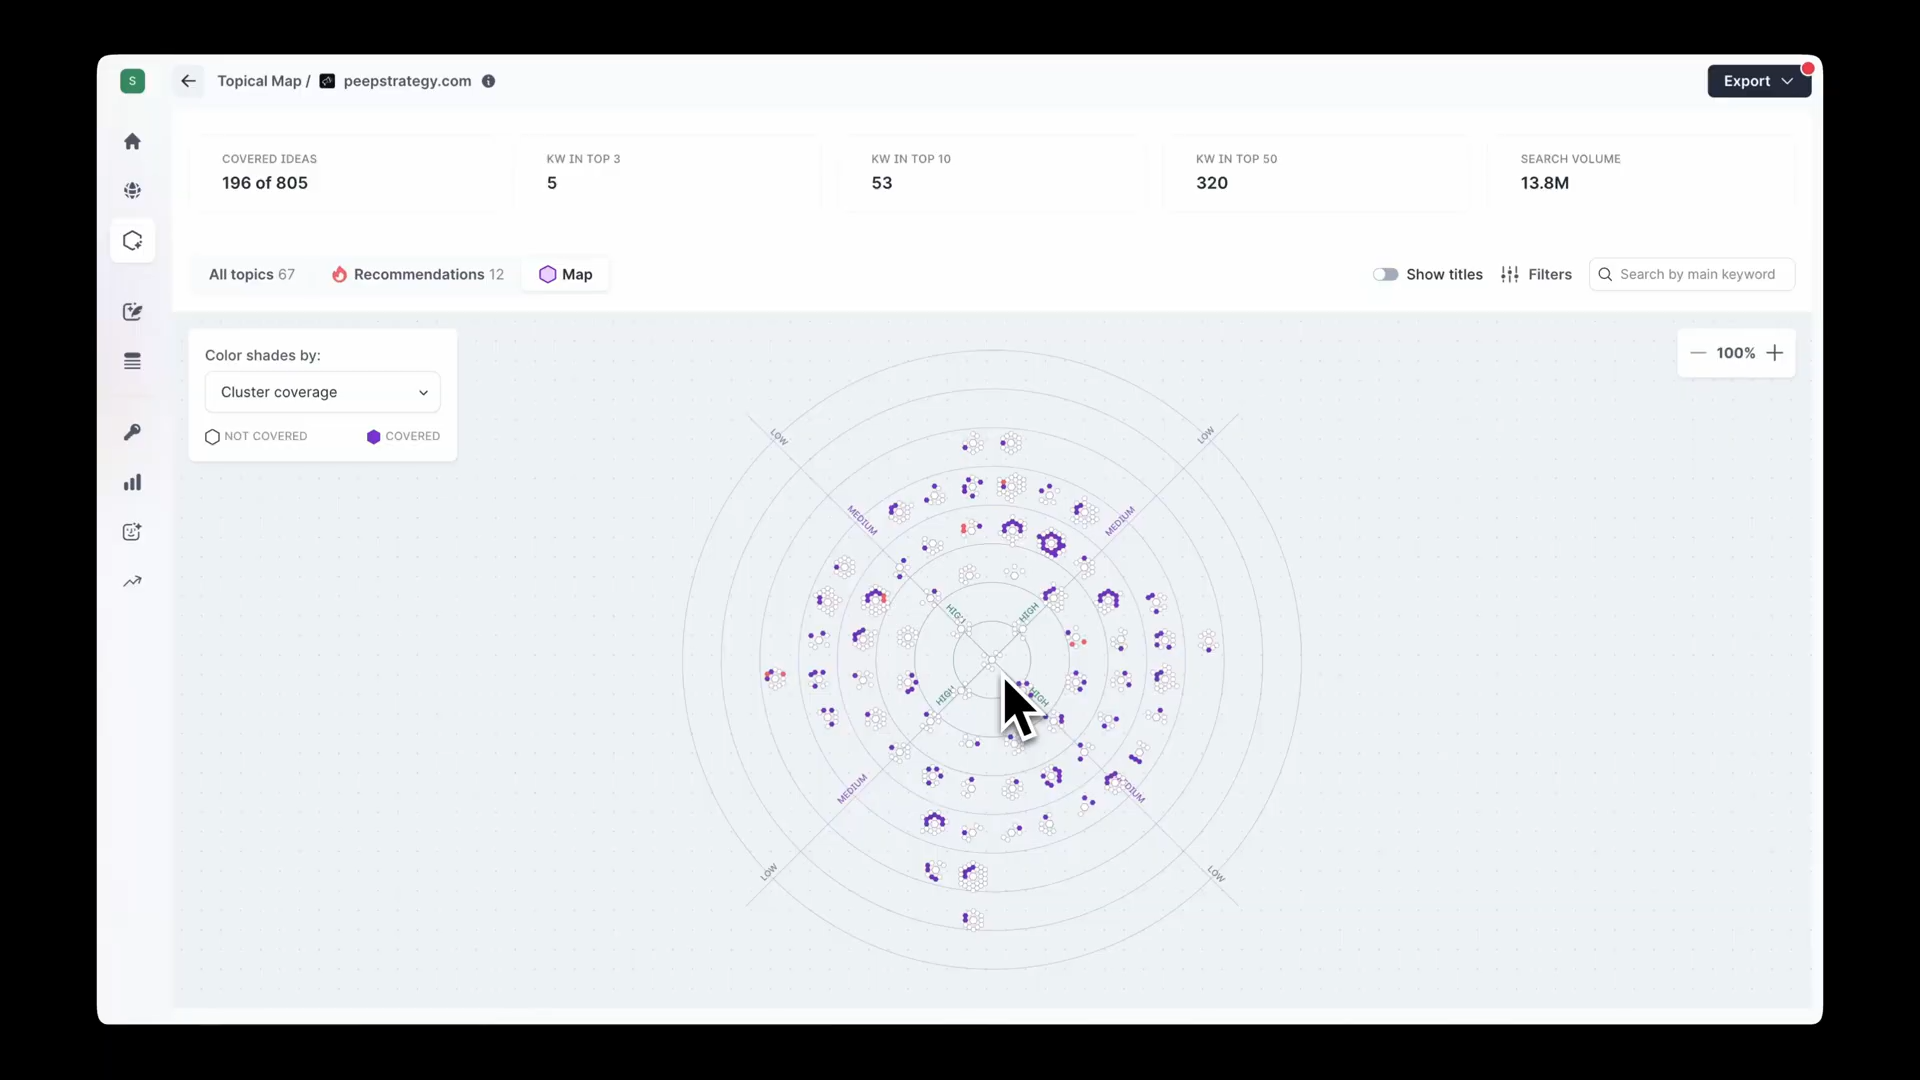 S
Topical Map / peepstrategy.com
Export
COVERED IDEAS
196 of 805
KW IN TOP 3
5
KW IN TOP 10
53
KW IN TOP 50
320
SEARCH VOLUME
13.8M
All topics 67
Recommendations 12
Map
Show titles
Filters
Search by main keyword
Color shades by:
Cluster coverage
NOT COVERED
COVERED
100%
LOW
LOW
MEDIUM
MEDIUM
HIGH
HIGH
HIGH
MEDIUM
LOW
LOW